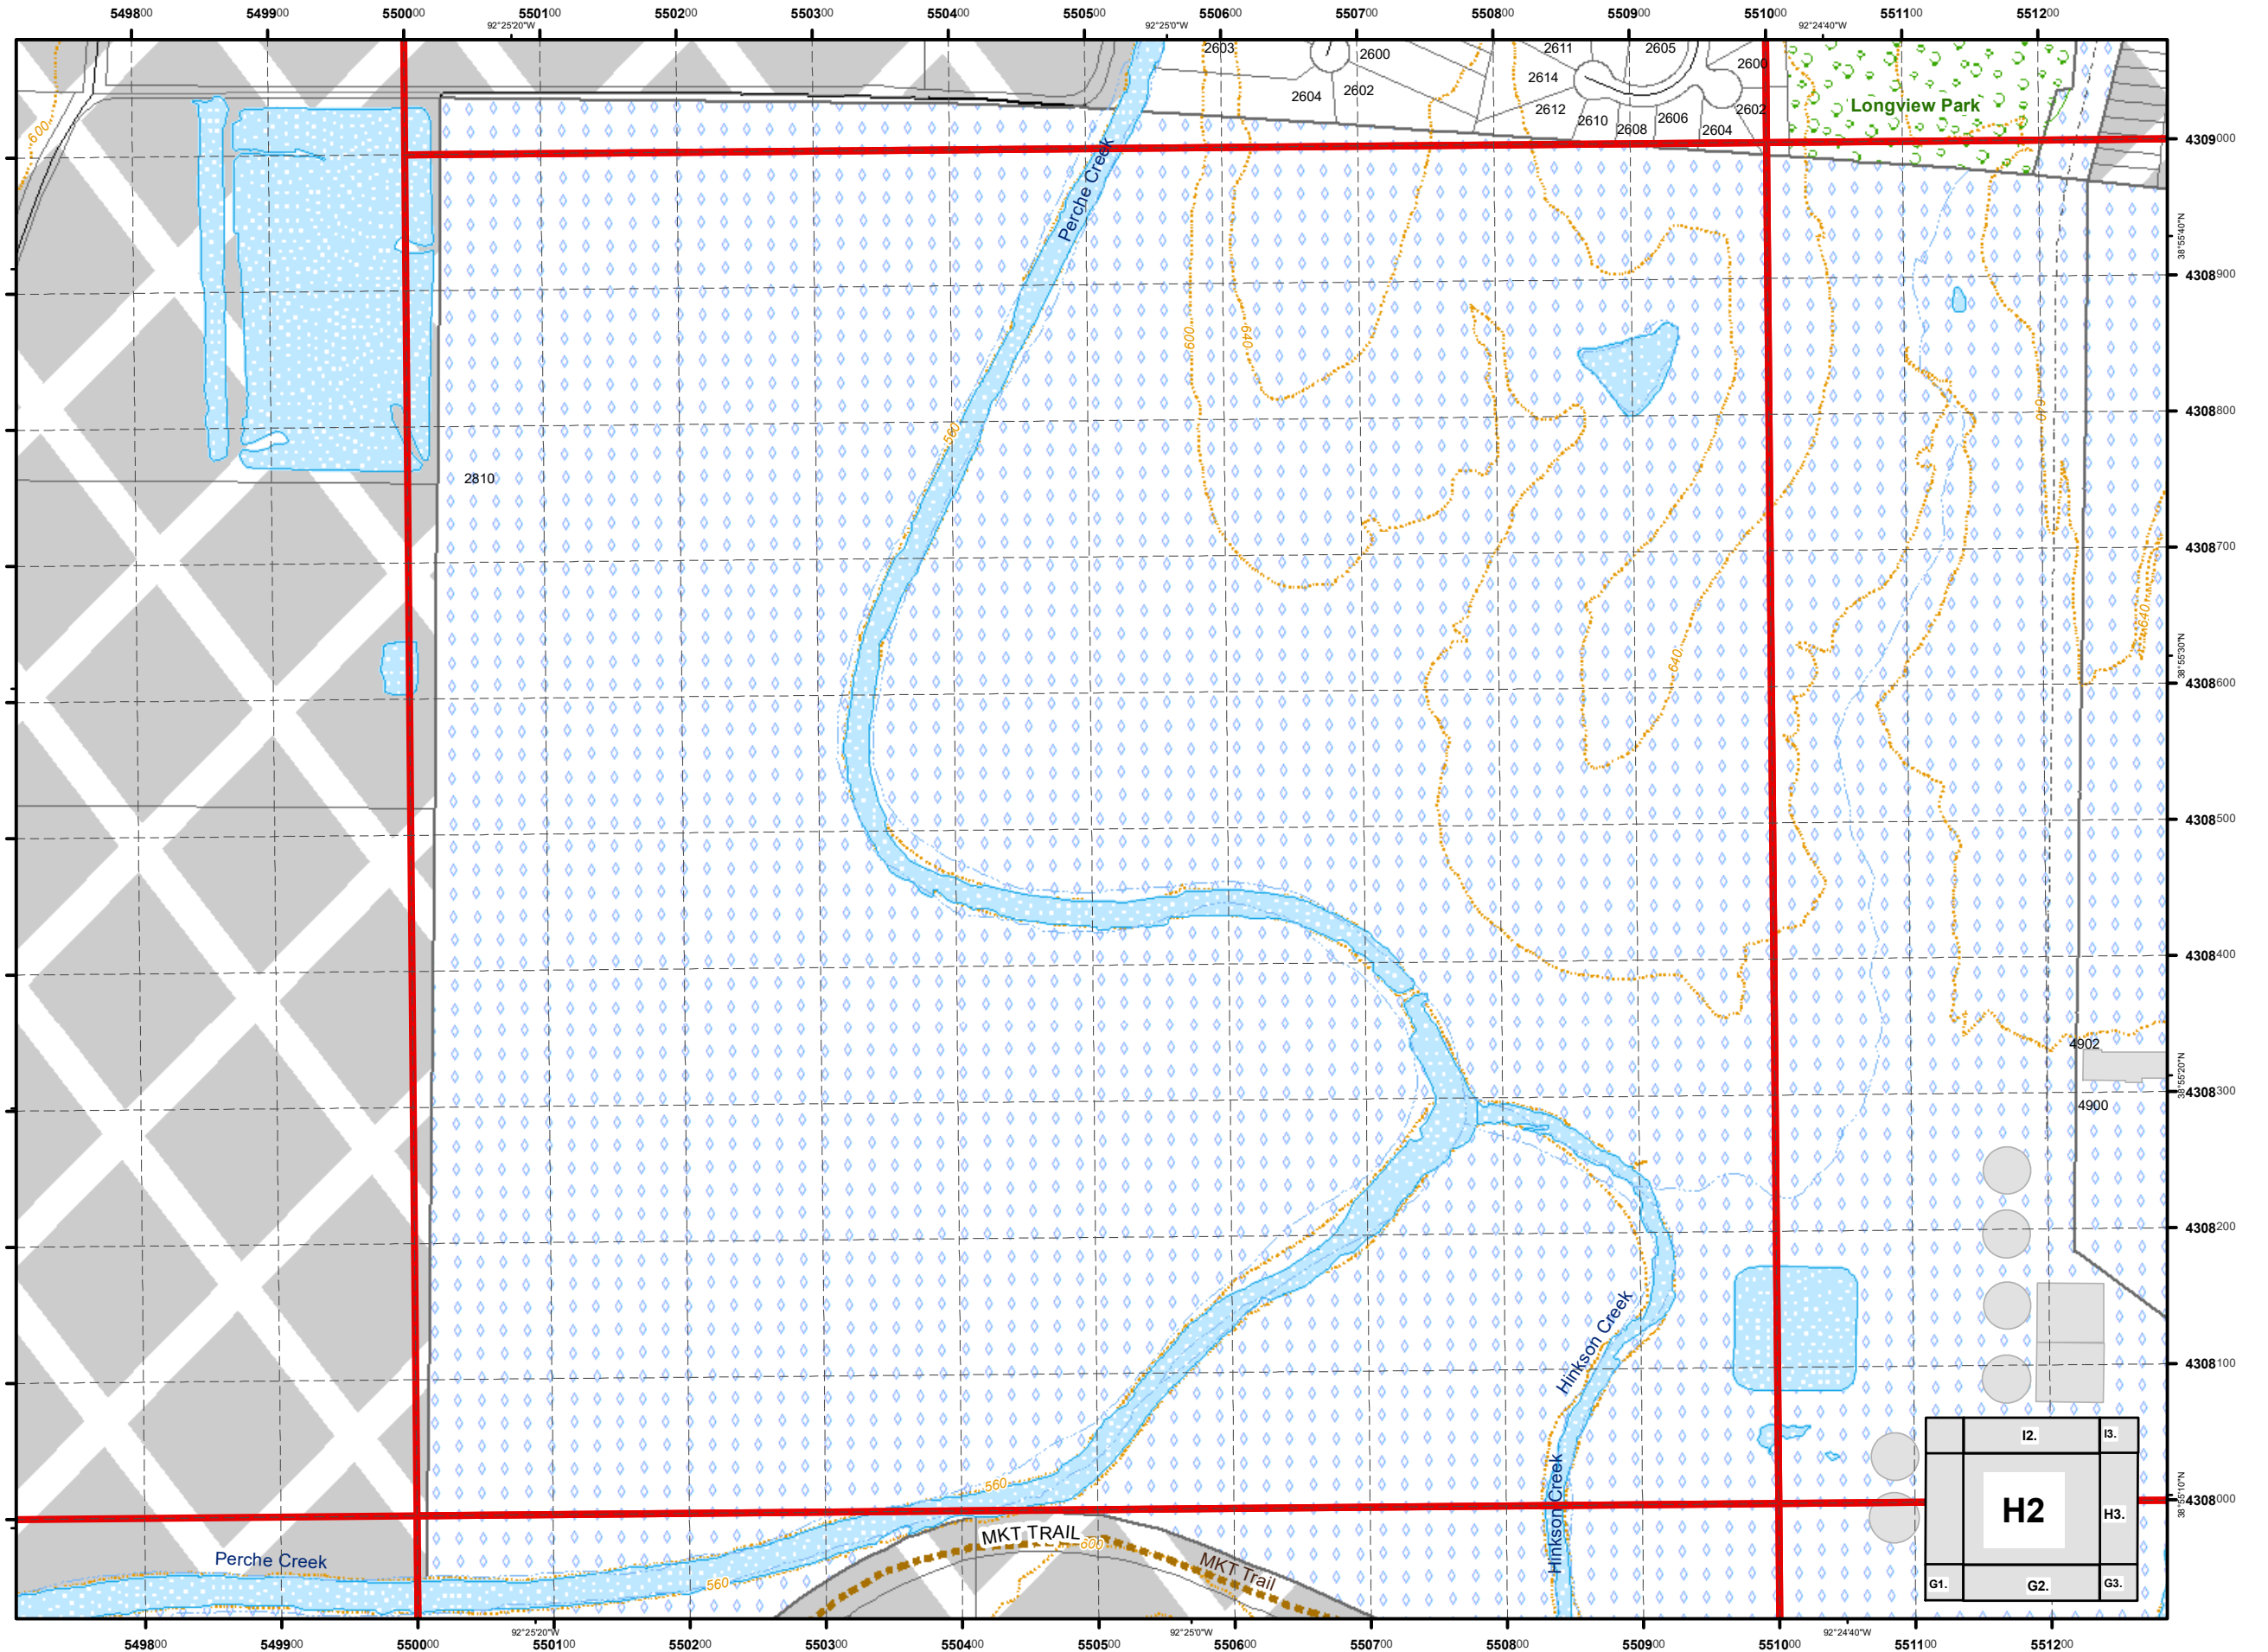 549800 549900 550000 550100 550200 550300 550400 550500 550600 550700 550800 550900 551000 551100 551200
92°25'20"W 92°25'0"W 92°24'40"W
2603 2600 2611 2605 2600
2614
2604 2602 2612 2610 2608 2606 2604 2602
Longview Park
600
4309000
Perche Creek
38°55'40"N
4308900
600 640
4308800
560
640
2810
4308700
640
640
38°55'30"N
4308600
4308500
4308400
4902
38°55'20"N
4308300
4900
4308200
Hinkson Creek
4308100
I2. I3.
560
Hinkson Creek
H2 H3.
38°55'10"N
4308000
MKT TRAIL
600
Perche Creek
MKT Trail
560
G1. G2. G3.
92°25'20"W 92°25'0"W 92°24'40"W
549800 549900 550000 550100 550200 550300 550400 550500 550600 550700 550800 550900 551000 551100 551200